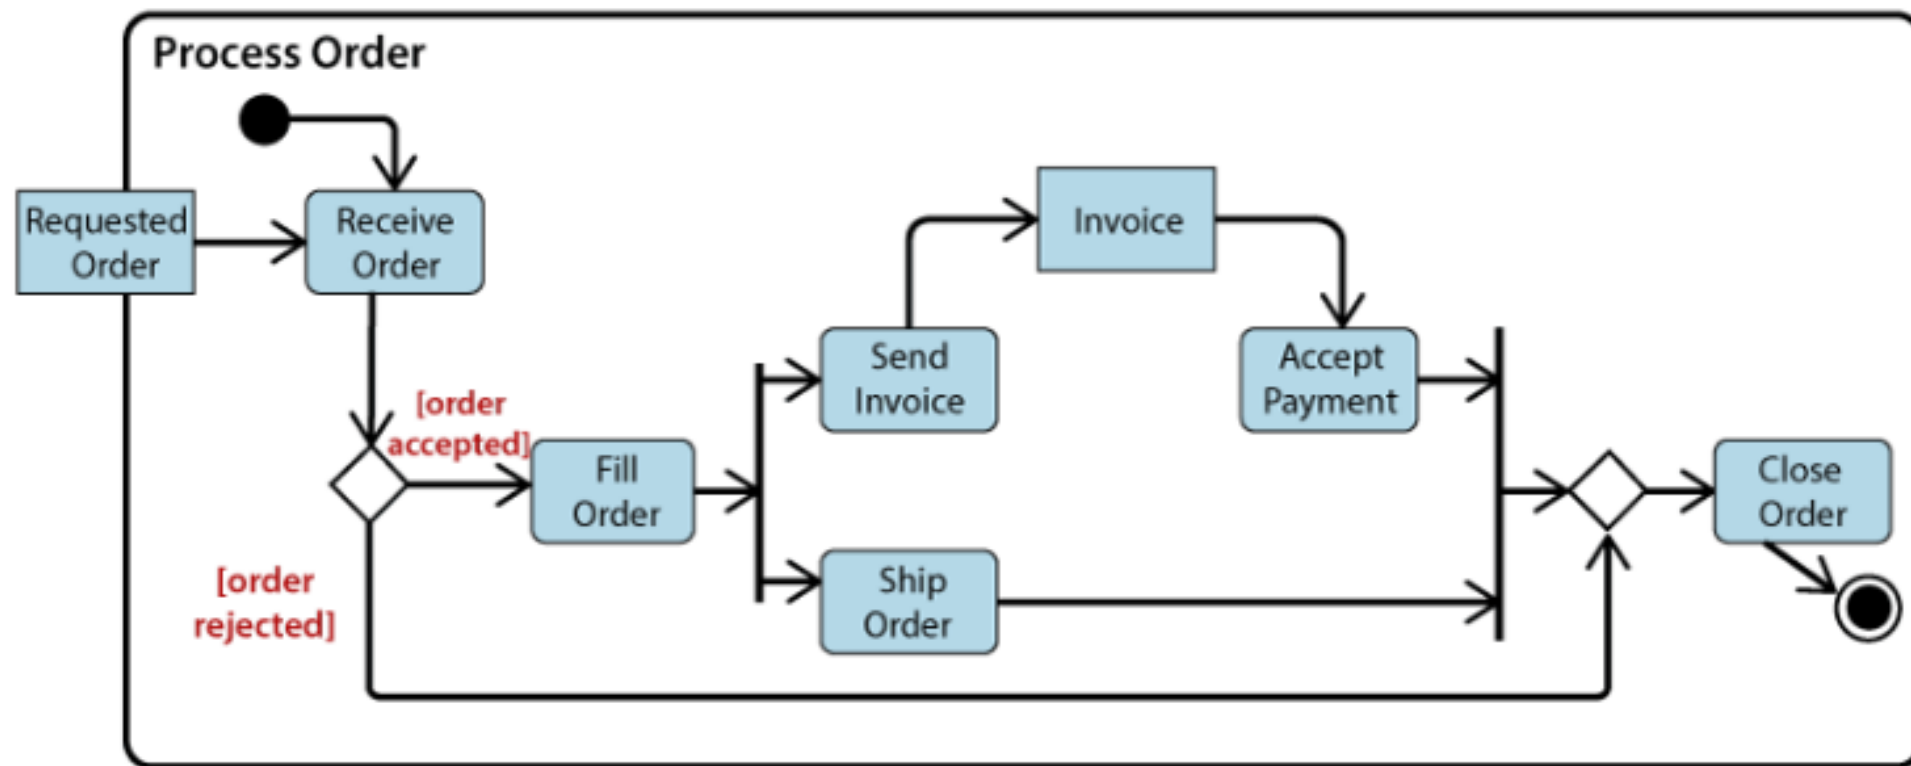 Process Order
Requested
Order
Receive
Order
Invoice
Send
Invoice
Accept
Payment
[order
accepted]
Fill
Order
Close
Order
[order
rejected]
Ship
Order